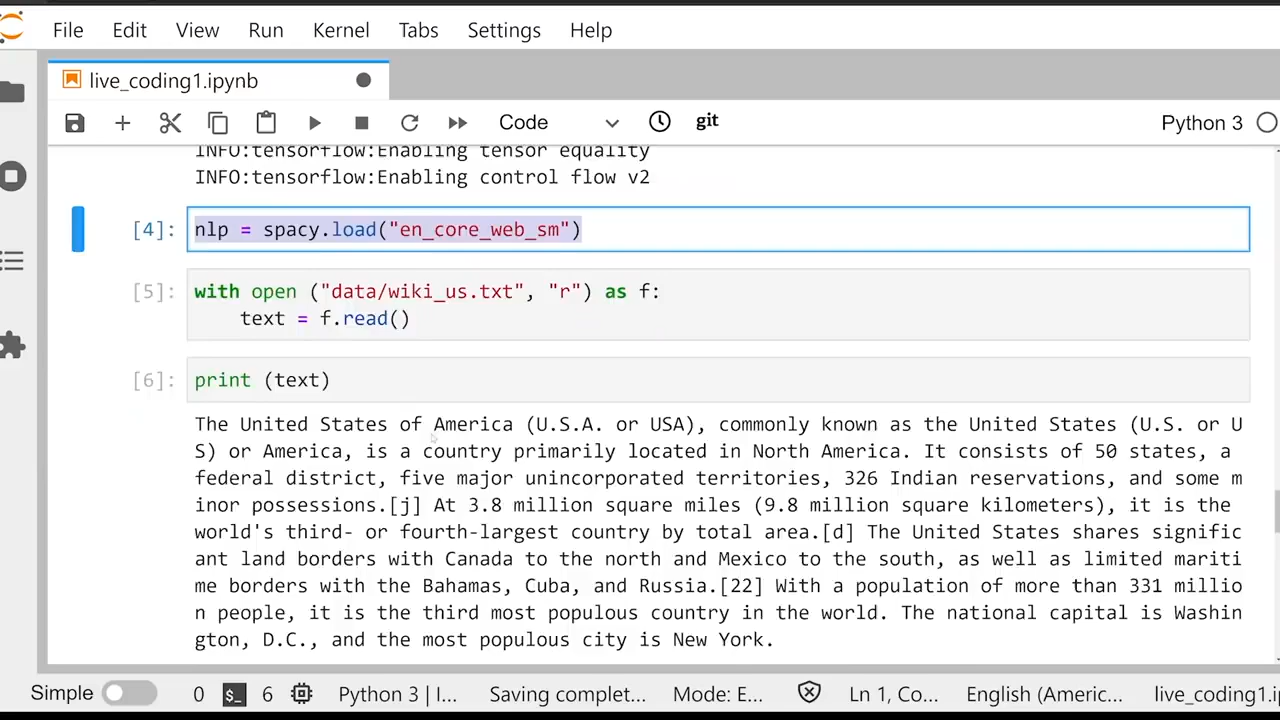 File Edit View Run Kernel Tabs Settings Help
live_coding1.ipynb
Code git Python 3
INFO:tensorflow:Enabling tensor equality
INFO:tensorflow:Enabling control flow v2
[4]: nlp = spacy.load("en_core_web_sm")
[5]: with open ("data/wiki_us.txt", "r") as f:
text = f.read()
[6]: print (text)
The United States of America (U.S.A. or USA), commonly known as the United States (U.S. or U
S) or America, is a country primarily located in North America. It consists of 50 states, a
federal district, five major unincorporated territories, 326 Indian reservations, and some m
inor possessions.[j] At 3.8 million square miles (9.8 million square kilometers), it is the
world's third- or fourth-largest country by total area.[d] The United States shares signific
ant land borders with Canada to the north and Mexico to the south, as well as limited mariti
me borders with the Bahamas, Cuba, and Russia.[22] With a population of more than 331 millio
n people, it is the third most populous country in the world. The national capital is Washin
gton, D.C., and the most populous city is New York.
Simple 0 $_ 6 Python 3 | I... Saving complet... Mode: E... Ln 1, Co... English (Americ... live_coding1.ip